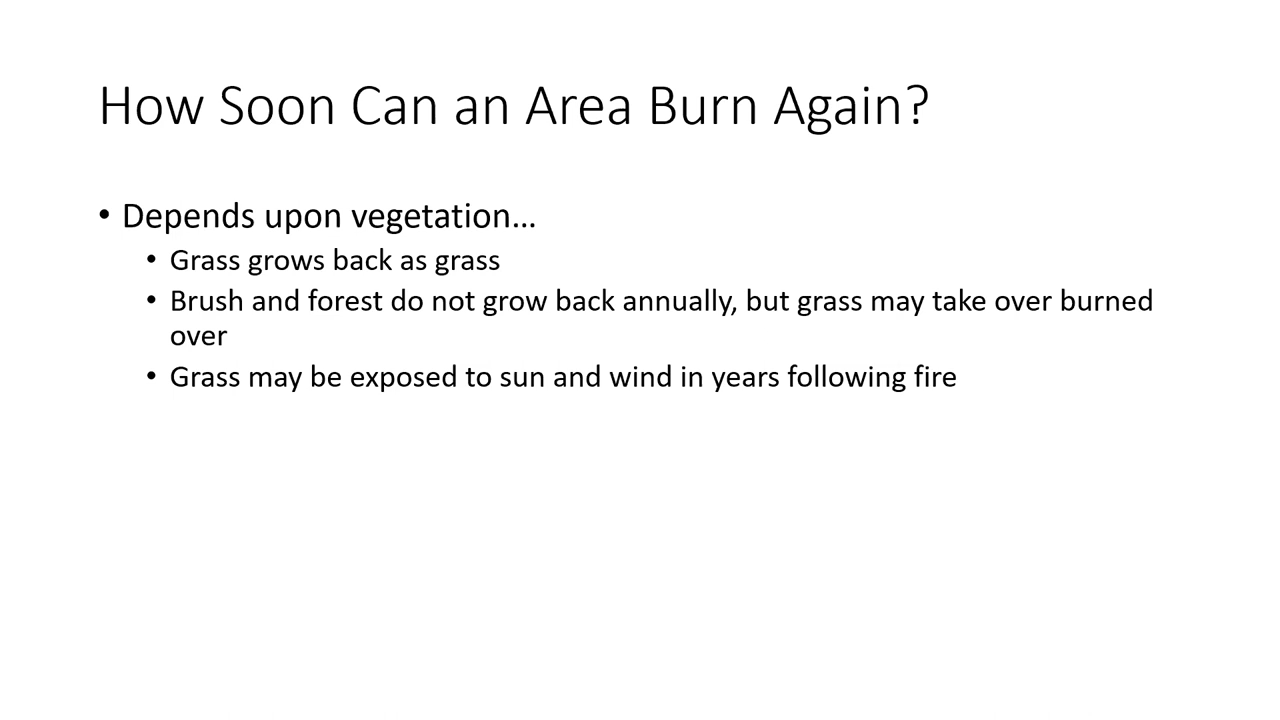 How Soon Can an Area Burn Again?
• Depends upon vegetation…
• Grass grows back as grass
• Brush and forest do not grow back annually, but grass may take over burned
over
• Grass may be exposed to sun and wind in years following fire